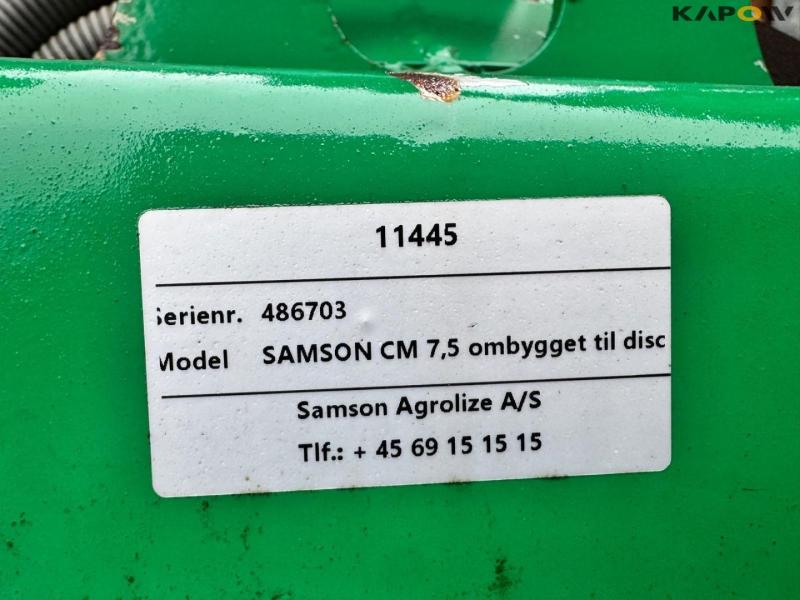 KAPOW
11445
Serienr. 486703
Model SAMSON CM 7,5 ombygget til disc
Samson Agrolize A/S
Tlf.: + 45 69 15 15 15